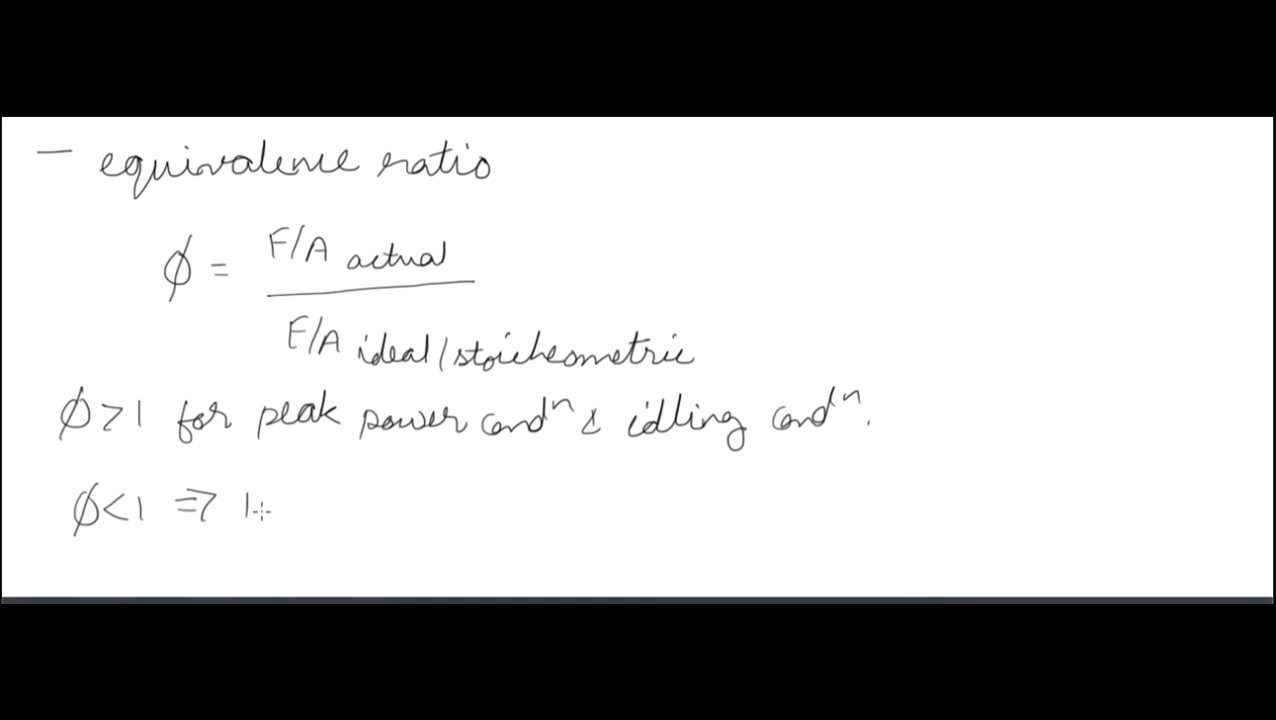 - equivalence ratio
φ = F/A actual
F/A ideal/stoicheometric
φ>1 for peak power condⁿ & idling condⁿ.
φ<1 ⇒